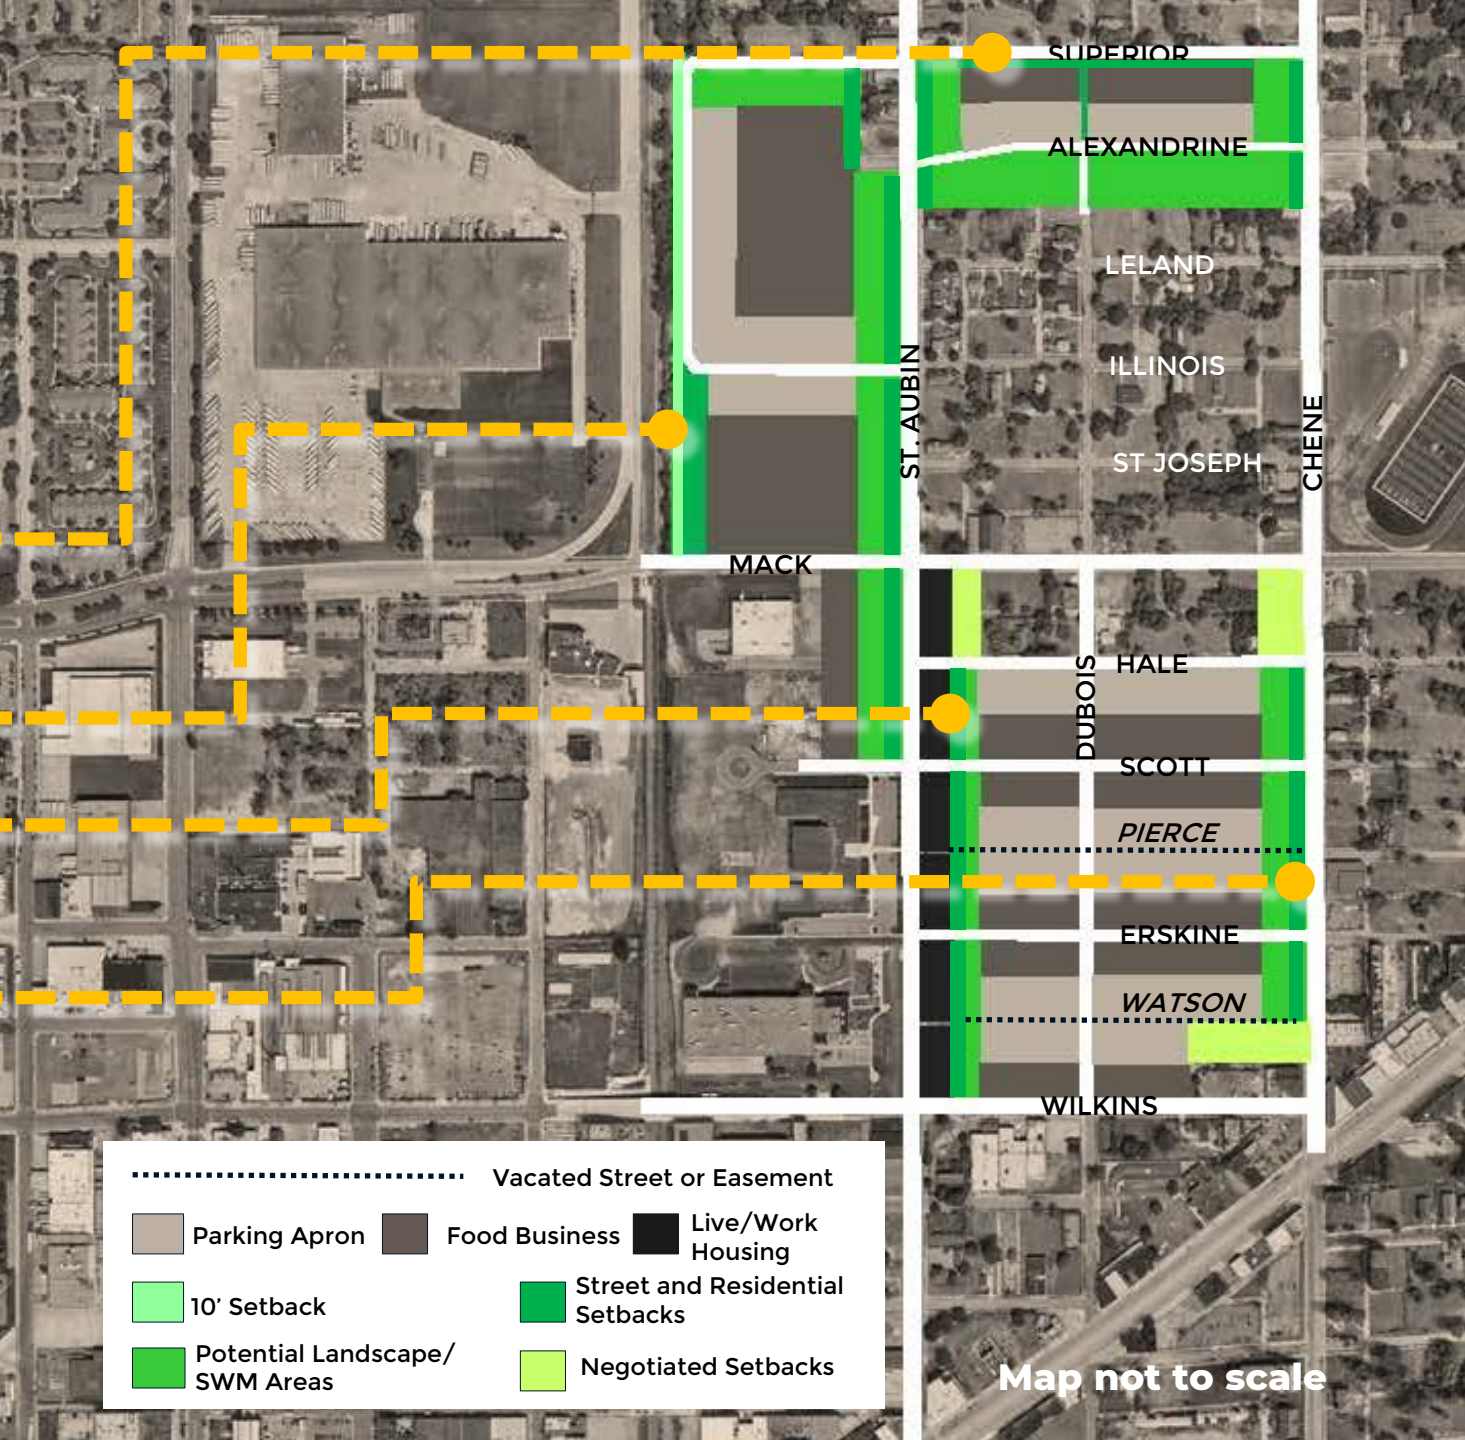 SUPERIOR
ALEXANDRINE
LELAND
ILLINOIS
ST. AUBIN
CHENE
ST JOSEPH
MACK
HALE
DUBOIS
SCOTT
PIERCE
ERSKINE
WATSON
WILKINS
Vacated Street or Easement
Parking Apron
Food Business
Live/Work
Housing
10’ Setback
Street and Residential
Setbacks
Potential Landscape/
SWM Areas
Negotiated Setbacks
Map not to scale